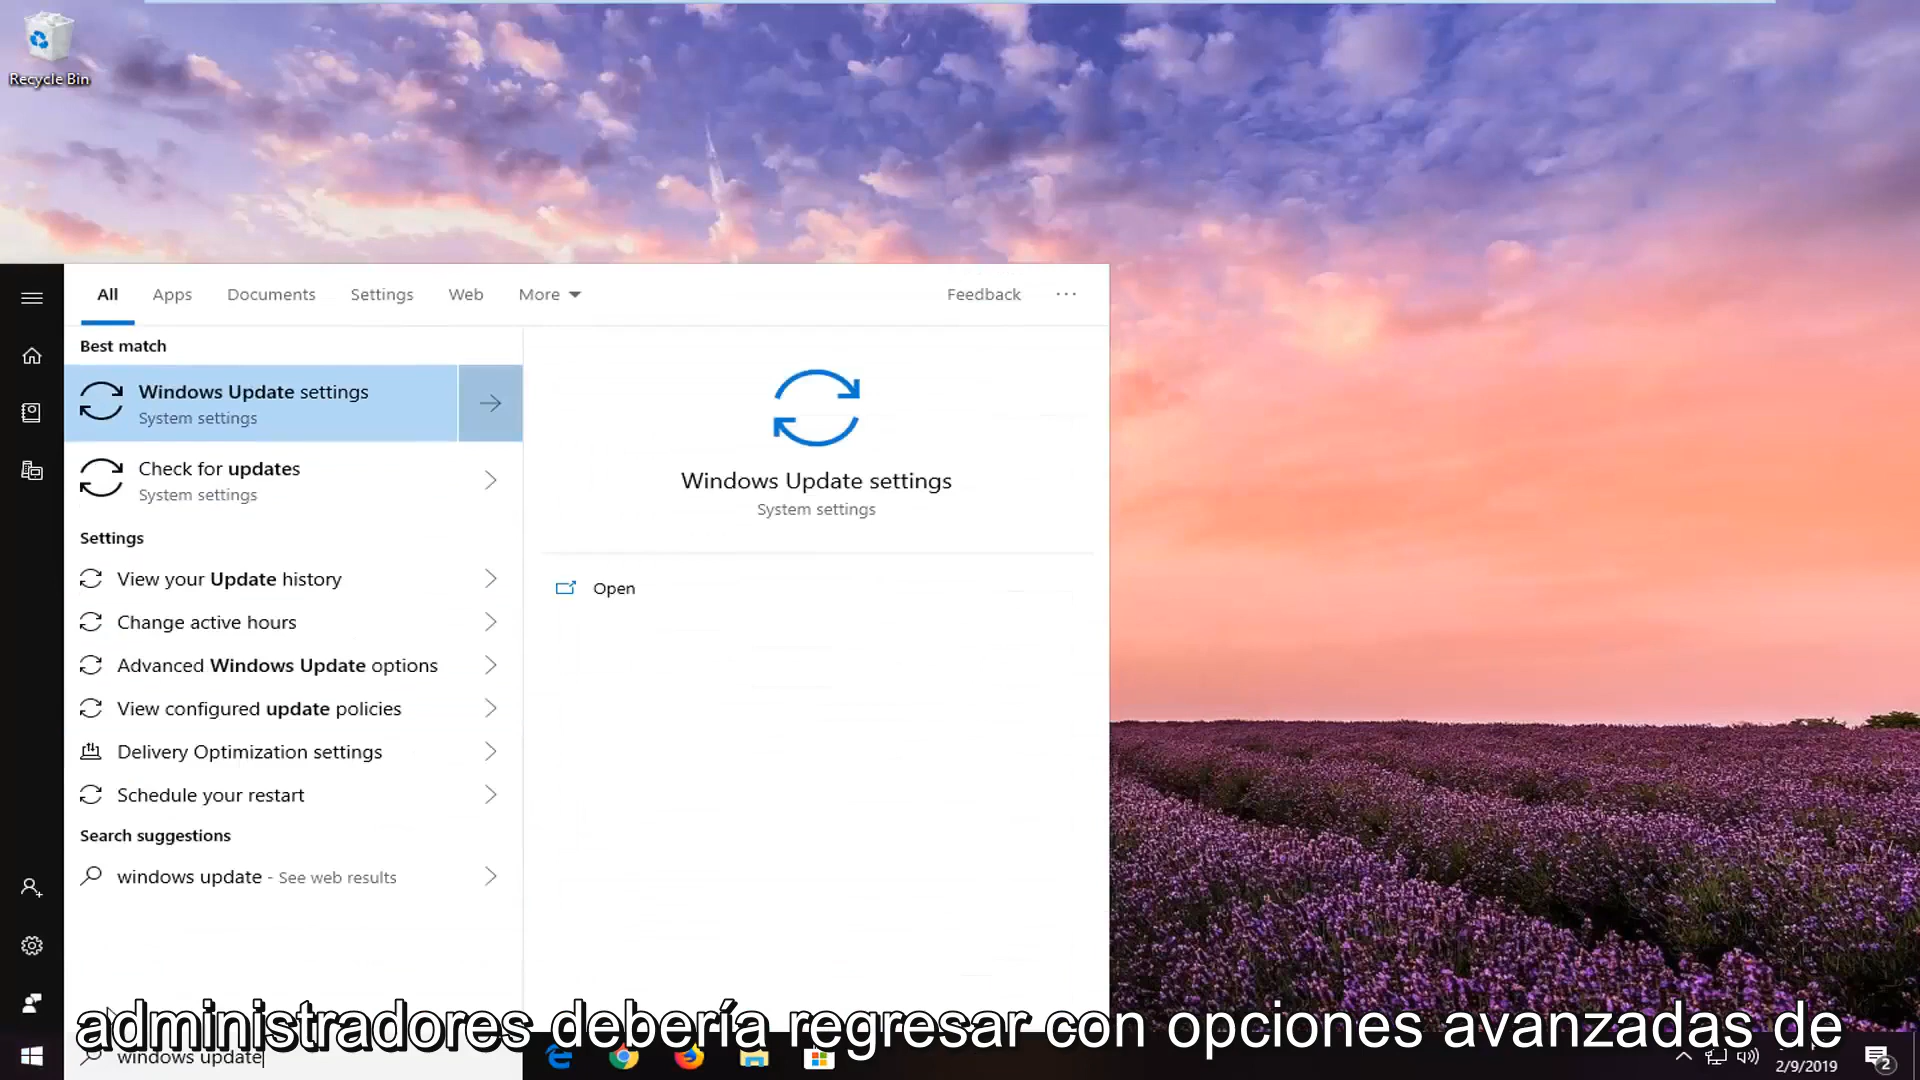 Recycle Bin
All Apps Documents Settings Web More Feedback
Best match
Windows Update settings
System settings
Check for updates
System settings
Settings
View your Update history
Change active hours
Advanced Windows Update options
View configured update policies
Delivery Optimization settings
Schedule your restart
Search suggestions
windows update - See web results
Windows Update settings
System settings
Open
administradores debería regresar con opciones avanzadas de
windows update
2/9/2019
2